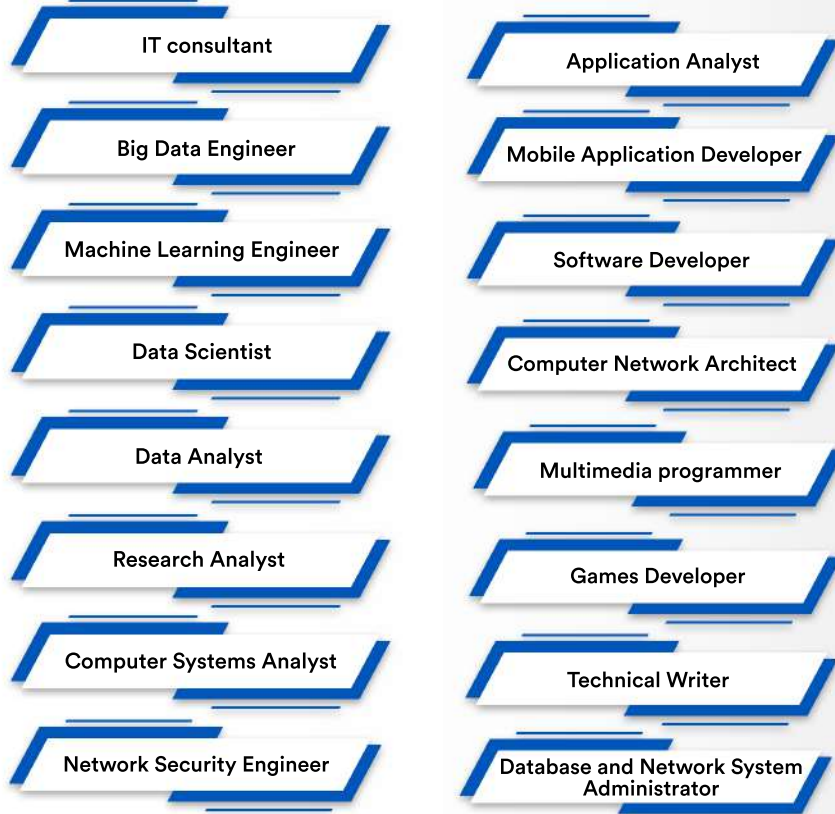 IT consultant
Big Data Engineer
Machine Learning Engineer
Data Scientist
Data Analyst
Research Analyst
Computer Systems Analyst
Network Security Engineer
Application Analyst
Mobile Application Developer
Software Developer
Computer Network Architect
Multimedia programmer
Games Developer
Technical Writer
Database and Network System
Administrator